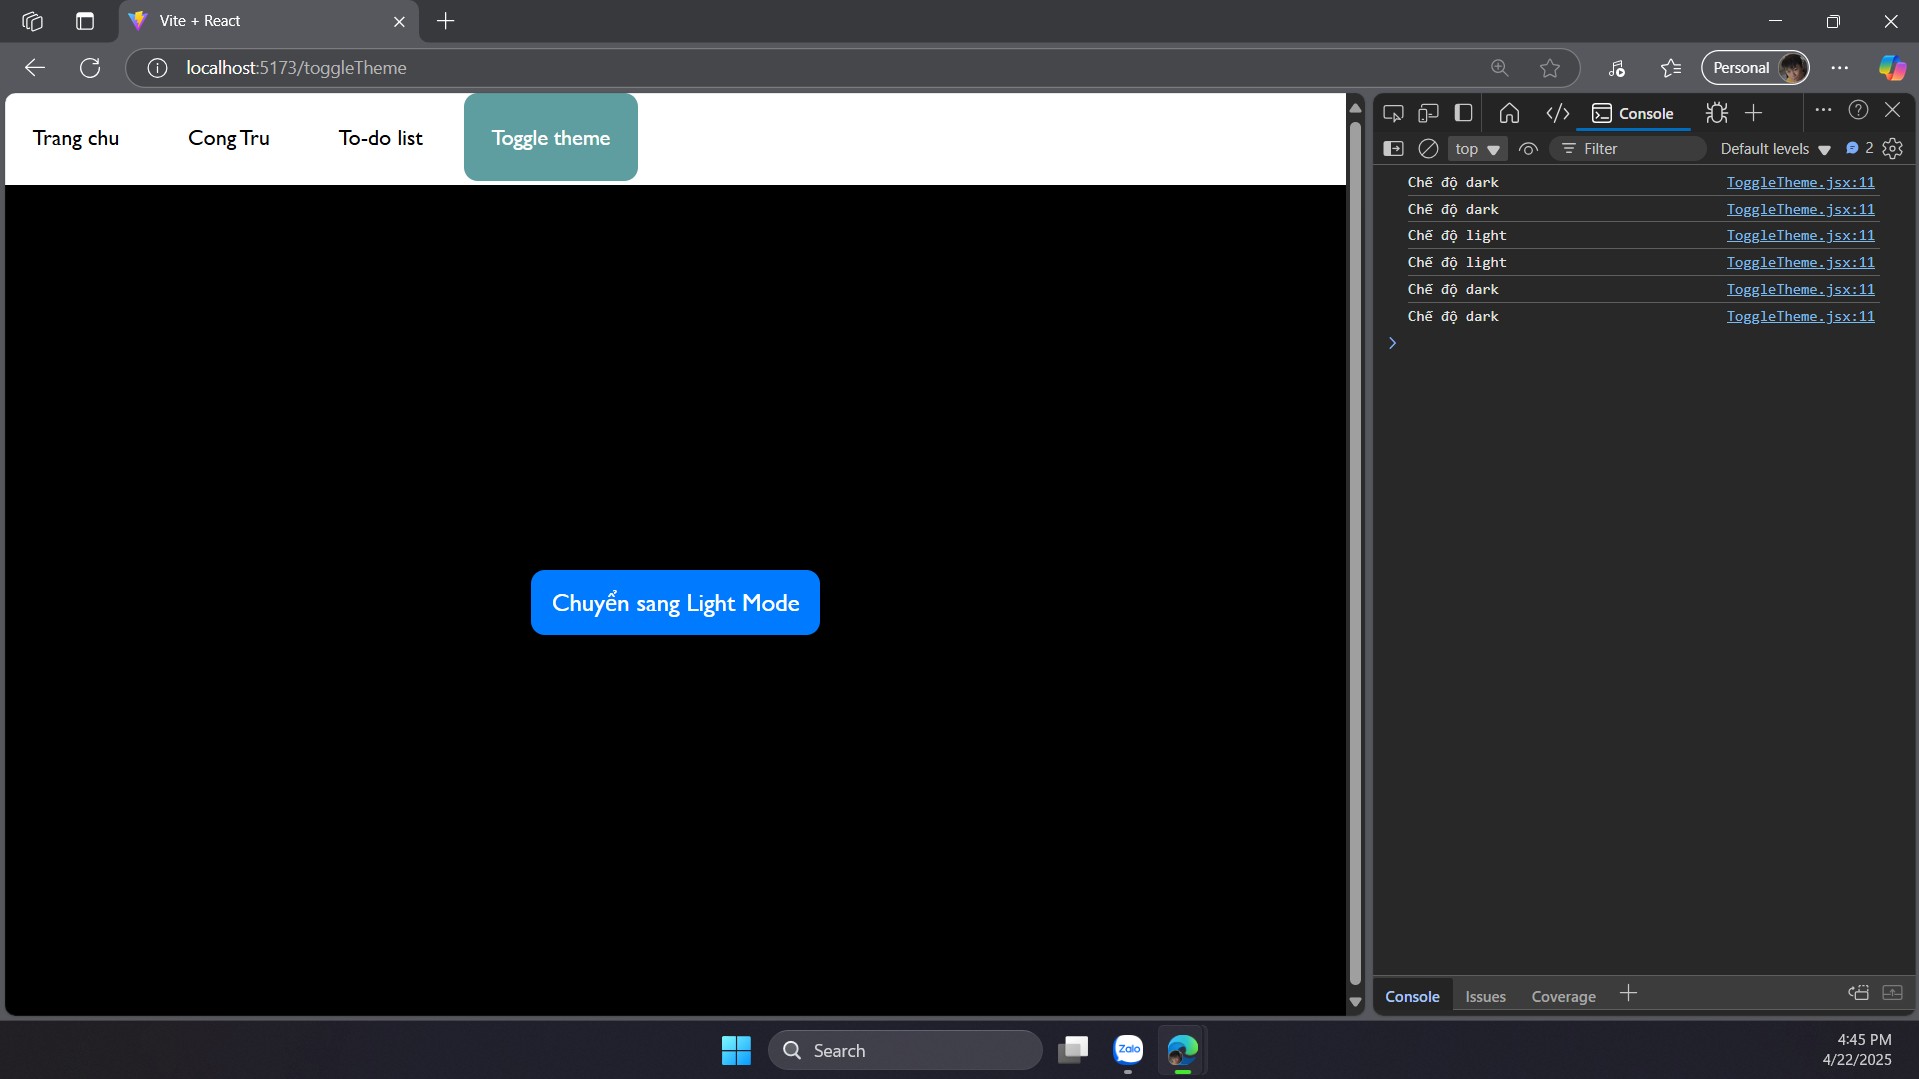 Vite + React
localhost:5173/toggleTheme
Personal
Trang chu
Cong Tru
To-do list
Toggle theme
Chuyển sang Light Mode
Console
top
Filter
Default levels
2
Chế độ dark ToggleTheme.jsx:11
Chế độ dark ToggleTheme.jsx:11
Chế độ light ToggleTheme.jsx:11
Chế độ light ToggleTheme.jsx:11
Chế độ dark ToggleTheme.jsx:11
Chế độ dark ToggleTheme.jsx:11
Console
Issues
Coverage
Search
Zalo
4:45 PM
4/22/2025